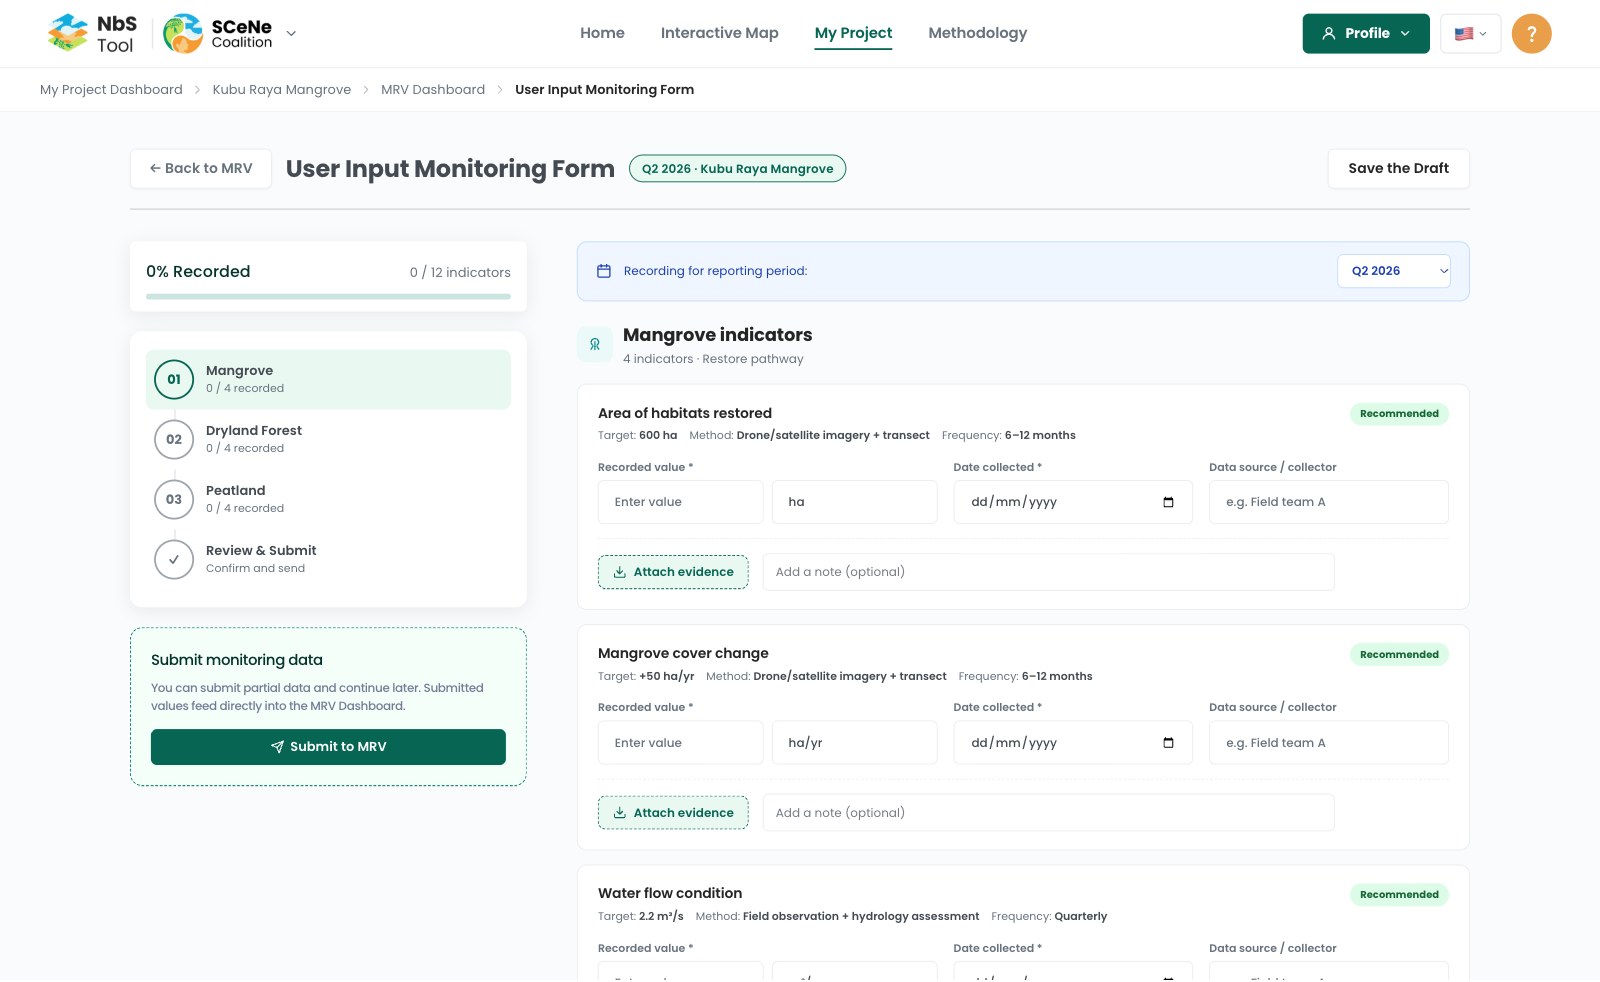 NbS
Tool
SCeNe
Coalition
Home
Interactive Map
My Project
Methodology
Profile
?
My Project Dashboard
Kubu Raya Mangrove
MRV Dashboard
User Input Monitoring Form
← Back to MRV
User Input Monitoring Form
Q2 2026 · Kubu Raya Mangrove
Save the Draft
0% Recorded
0 / 12 indicators
01
Mangrove
0 / 4 recorded
02
Dryland Forest
0 / 4 recorded
03
Peatland
0 / 4 recorded
Review & Submit
Confirm and send
Submit monitoring data
You can submit partial data and continue later. Submitted
values feed directly into the MRV Dashboard.
Submit to MRV
Recording for reporting period:
Q2 2026
Mangrove indicators
4 indicators · Restore pathway
Area of habitats restored
Recommended
Target: 600 ha Method: Drone/satellite imagery + transect Frequency: 6–12 months
Recorded value *
Date collected *
Data source / collector
Enter value
ha
dd/mm/yyyy
e.g. Field team A
Attach evidence
Add a note (optional)
Mangrove cover change
Recommended
Target: +50 ha/yr Method: Drone/satellite imagery + transect Frequency: 6–12 months
Recorded value *
Date collected *
Data source / collector
Enter value
ha/yr
dd/mm/yyyy
e.g. Field team A
Attach evidence
Add a note (optional)
Water flow condition
Recommended
Target: 2.2 m³/s Method: Field observation + hydrology assessment Frequency: Quarterly
Recorded value *
Date collected *
Data source / collector